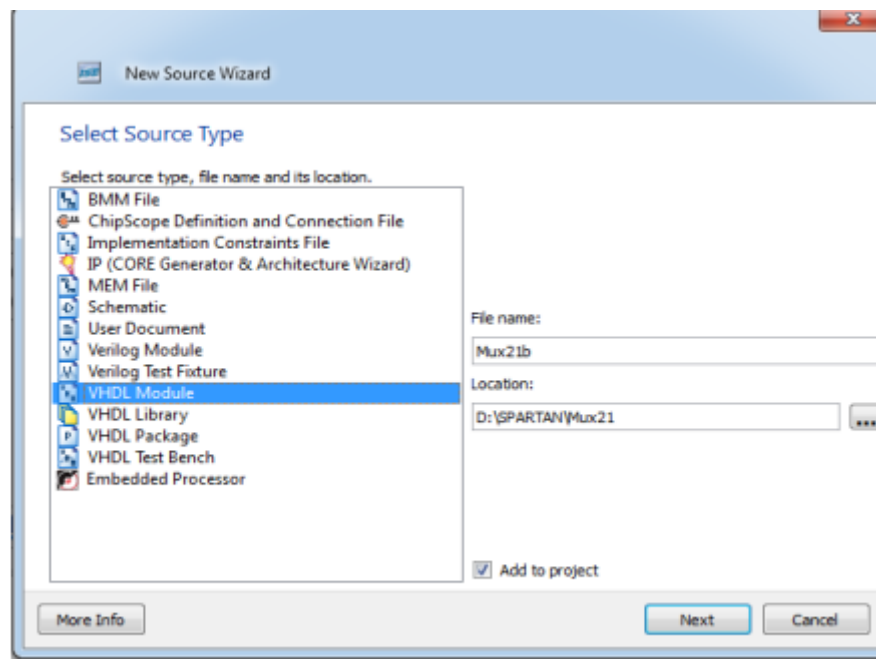 New Source Wizard
Select Source Type
Select source type, file name and its location.
BMM File
ChipScope Definition and Connection File
Implementation Constraints File
IP (CORE Generator & Architecture Wizard)
MEM File
Schematic
User Document
Verilog Module
Verilog Test Fixture
VHDL Module
VHDL Library
VHDL Package
VHDL Test Bench
Embedded Processor
File name:
Mux21b
Location:
D:\SPARTAN\Mux21
...
Add to project
More Info
Next
Cancel